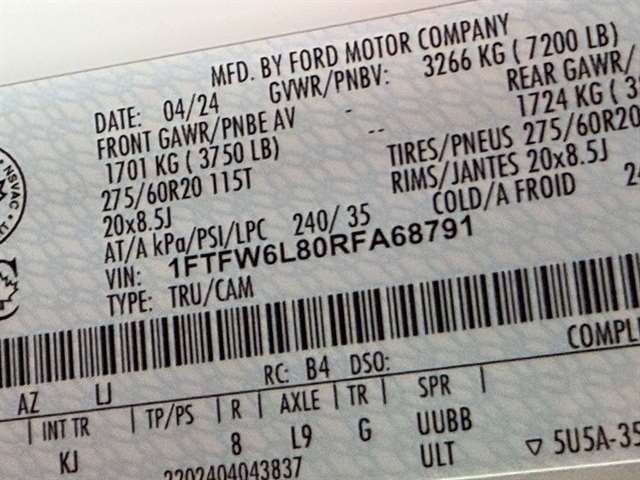 MFD. BY FORD MOTOR COMPANY
DATE: 04/24 GVWR/PNBV: 3266 KG ( 7200 LB)
FRONT GAWR/PNBE AV - REAR GAWR/
1701 KG ( 3750 LB) -- 1724 KG ( 3
275/60R20 115T TIRES/PNEUS 275/60R20
20x8.5J RIMS/JANTES 20x8.5J
AT/A kPa/PSI/LPC 240/ 35 COLD/A FROID 24
VIN: 1FTFW6L80RFA68791
TYPE: TRU/CAM
COMPL
RC: B4 DSO:
AZ LJ
INT TR | TP/PS | R | AXLE | TR | SPR |
KJ 8 L9 G UUBB
2202404043837 ULT ▽ 5U5A-35
NSVAC